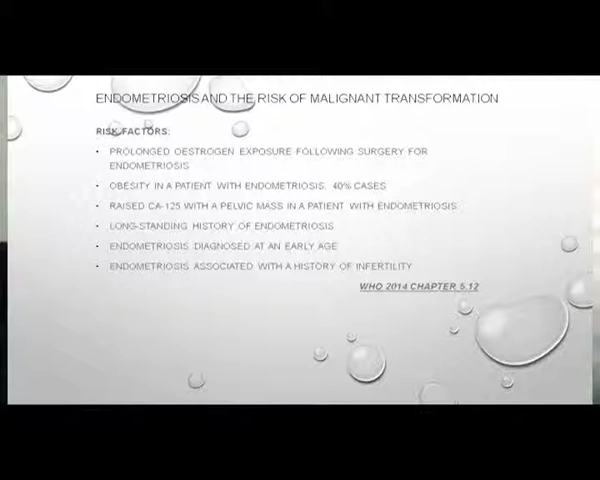 ENDOMETRIOSIS AND THE RISK OF MALIGNANT TRANSFORMATION
RISK FACTORS:
• PROLONGED OESTROGEN EXPOSURE FOLLOWING SURGERY FOR
ENDOMETRIOSIS
• OBESITY IN A PATIENT WITH ENDOMETRIOSIS. 40% CASES
• RAISED CA-125 WITH A PELVIC MASS IN A PATIENT WITH ENDOMETRIOSIS
• LONG-STANDING HISTORY OF ENDOMETRIOSIS
• ENDOMETRIOSIS DIAGNOSED AT AN EARLY AGE
• ENDOMETRIOSIS ASSOCIATED WITH A HISTORY OF INFERTILITY
WHO 2014 CHAPTER 5.12